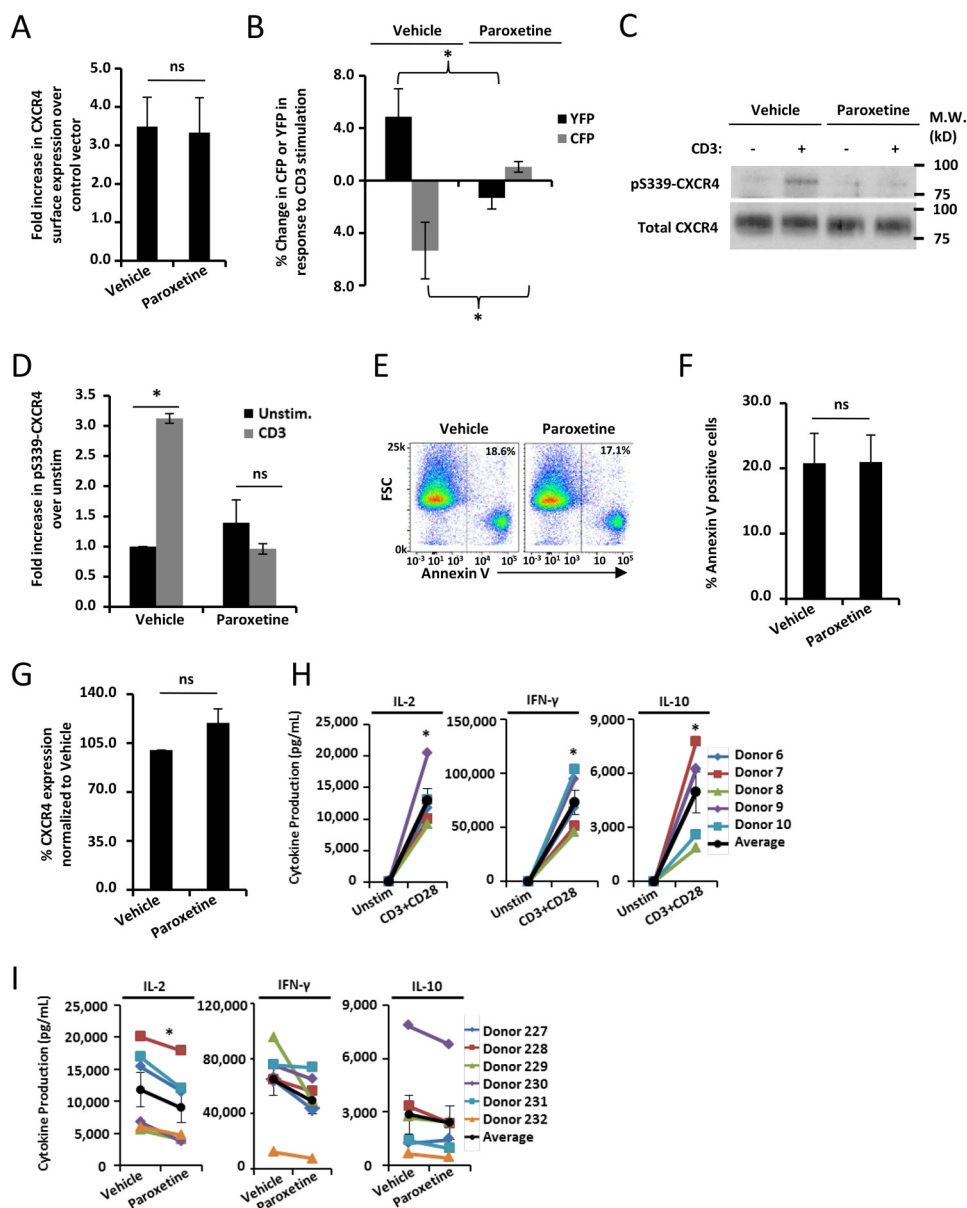 A
Fold increase in CXCR4
surface expression over
control vector
5.0
4.0
3.0
2.0
1.0
0.0
ns
Vehicle
Paroxetine
B
Vehicle
Paroxetine
% Change in CFP or YFP in
response to CD3 stimulation
8.0
4.0
0.0
4.0
8.0
*
YFP
CFP
*
C
Vehicle
Paroxetine
M.W.
(kD)
CD3:
-
+
-
+
pS339-CXCR4
100
75
Total CXCR4
100
75
D
Fold increase in pS339-CXCR4
over unstim
3.5
3.0
2.5
2.0
1.5
1.0
0.5
0.0
*
ns
Unstim.
CD3
Vehicle
Paroxetine
E
Vehicle
Paroxetine
25k
FSC
0k
18.6%
17.1%
10-3 101 103 104 105
10-3 101 103 10 105
Annexin V
F
% Annexin V positive cells
30.0
20.0
10.0
0.0
ns
Vehicle
Paroxetine
G
% CXCR4 expression
normalized to Vehicle
140.0
105.0
70.0
35.0
0.0
ns
Vehicle
Paroxetine
H
Cytokine Production (pg/mL)
IL-2
25,000
20,000
15,000
10,000
5,000
0
*
Unstim
CD3+CD28
IFN-γ
150,000
100,000
50,000
0
*
Unstim
CD3+CD28
IL-10
9,000
6,000
3,000
0
*
Unstim
CD3+CD28
Donor 6
Donor 7
Donor 8
Donor 9
Donor 10
Average
I
Cytokine Production (pg/mL)
IL-2
25,000
20,000
15,000
10,000
5,000
0
*
Vehicle
Paroxetine
IFN-γ
120,000
80,000
40,000
0
Vehicle
Paroxetine
IL-10
9,000
6,000
3,000
0
Vehicle
Paroxetine
Donor 227
Donor 228
Donor 229
Donor 230
Donor 231
Donor 232
Average